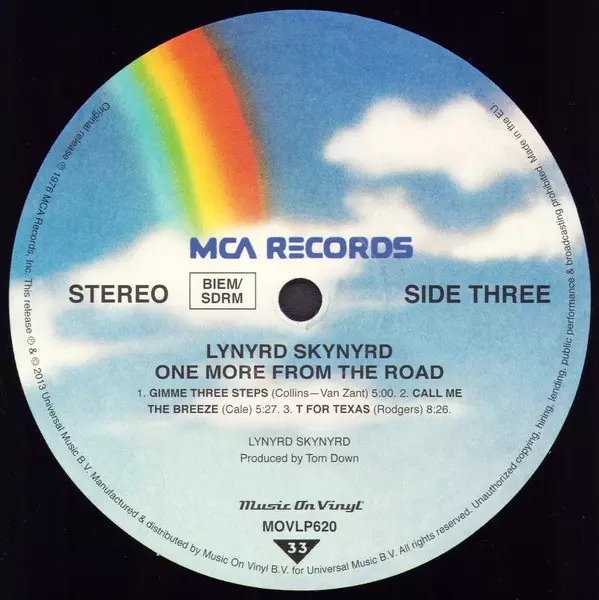 MCA RECORDS
STEREO
BIEM/
SDRM
SIDE THREE
LYNYRD SKYNYRD
ONE MORE FROM THE ROAD
1. GIMME THREE STEPS (Collins—Van Zant) 5:00. 2. CALL ME
THE BREEZE (Cale) 5:27. 3. T FOR TEXAS (Rodgers) 8:26.
LYNYRD SKYNYRD
Produced by Tom Down
Music On Vinyl
MOVLP620
33
Original release ℗ 1976 MCA Records, Inc. This release ℗ & © 2013 Universal Music B.V. Manufactured & distributed by Music On Vinyl B.V. for Universal Music B.V. All rights reserved. Unauthorized copying, hiring, lending, public performance & broadcasting prohibited. Made in the EU.